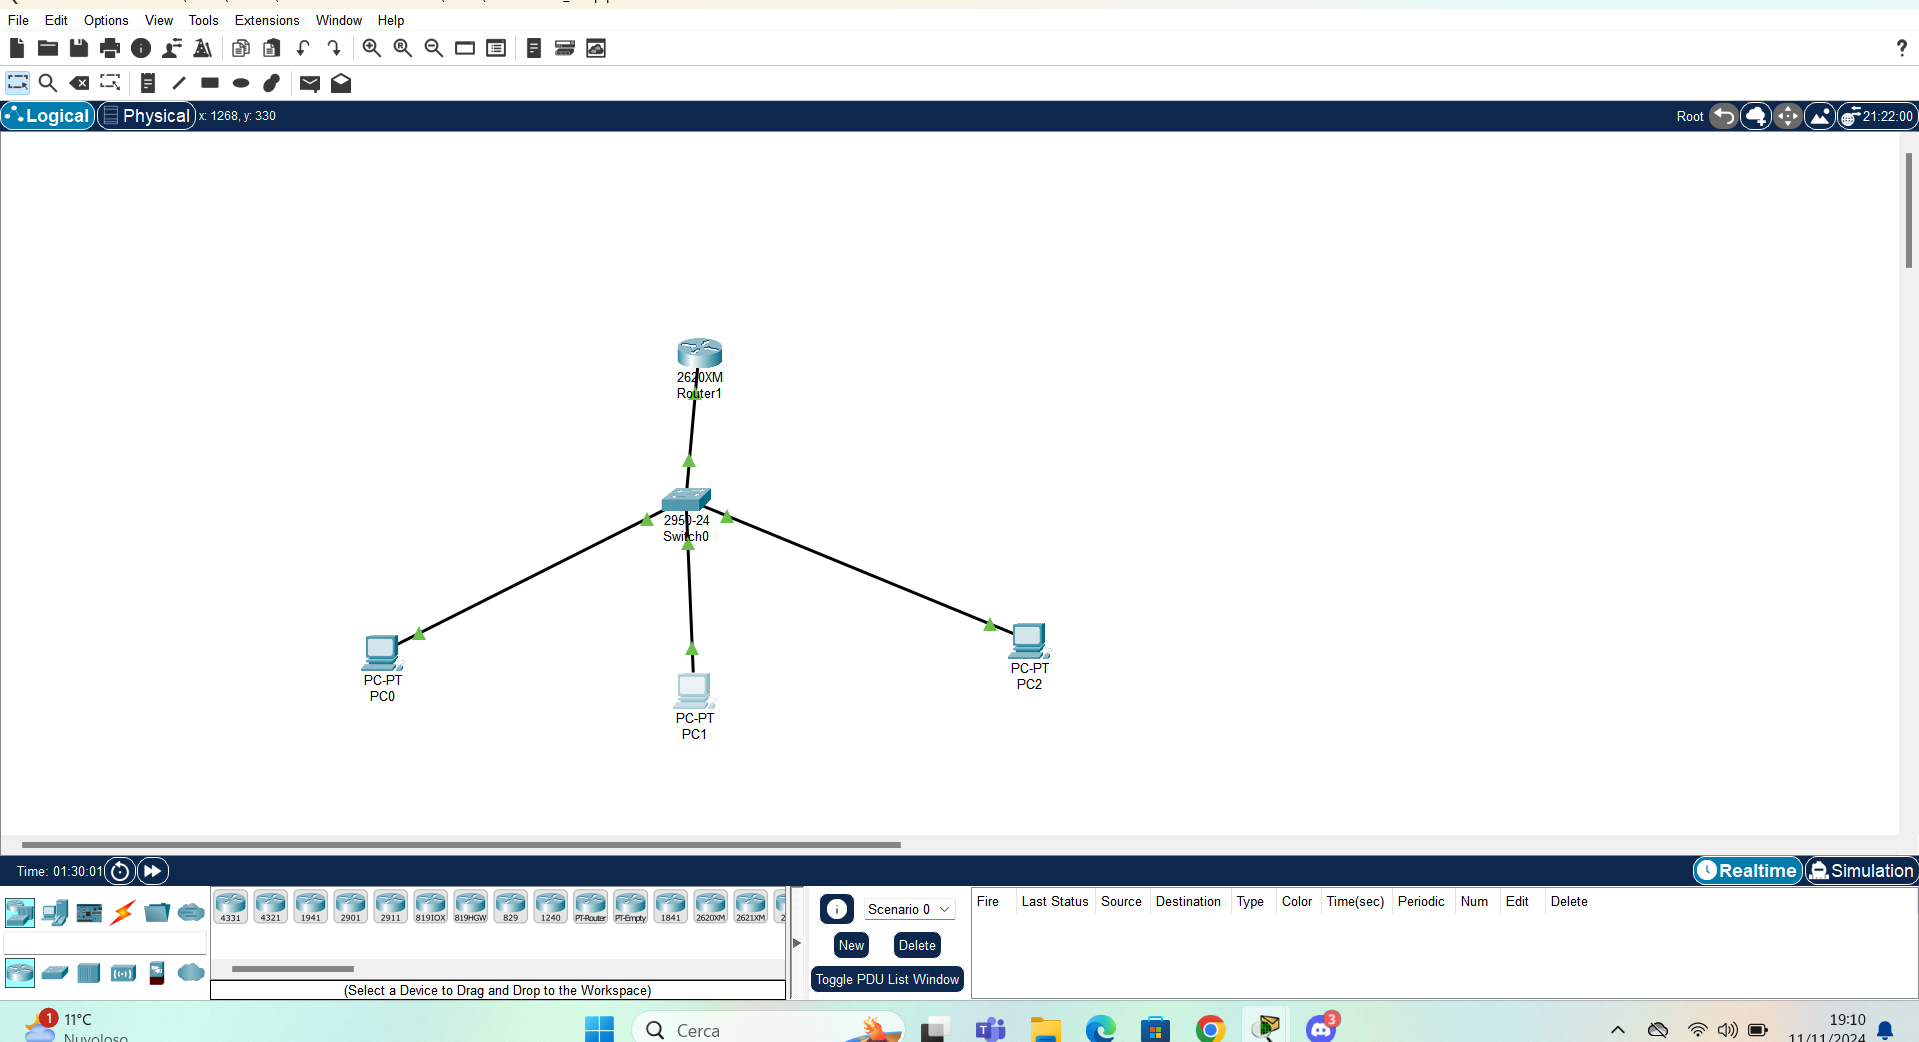 File Edit Options View Tools Extensions Window Help
?
Logical Physical x: 1268, y: 330 Root 21:22:00
2620XM
Router1
2950-24
Switch0
PC-PT
PC0
PC-PT
PC1
PC-PT
PC2
Time: 01:30:01 Realtime Simulation
4331 4321 1941 2901 2911 819IOX 819HGW 829 1240 PT-Router PT-Empty 1841 2620XM 2621XM 2
(Select a Device to Drag and Drop to the Workspace)
Scenario 0
New Delete
Toggle PDU List Window
Fire Last Status Source Destination Type Color Time(sec) Periodic Num Edit Delete
1 11°C
Nuvoloso
Cerca
3
19:10
11/11/2024